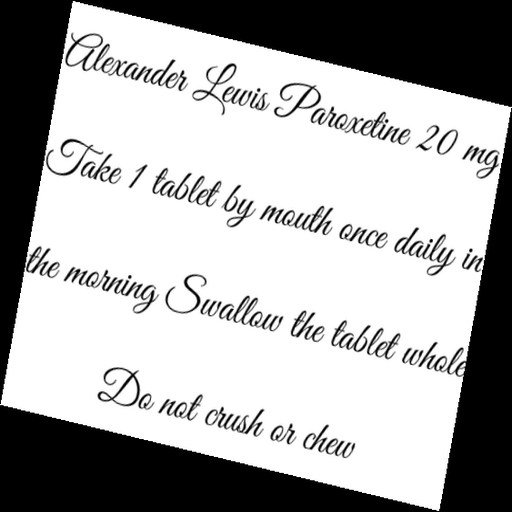 Alexander Lewis Paroxetine 20 mg
Take 1 tablet by mouth once daily in
the morning Swallow the tablet whole
Do not crush or chew